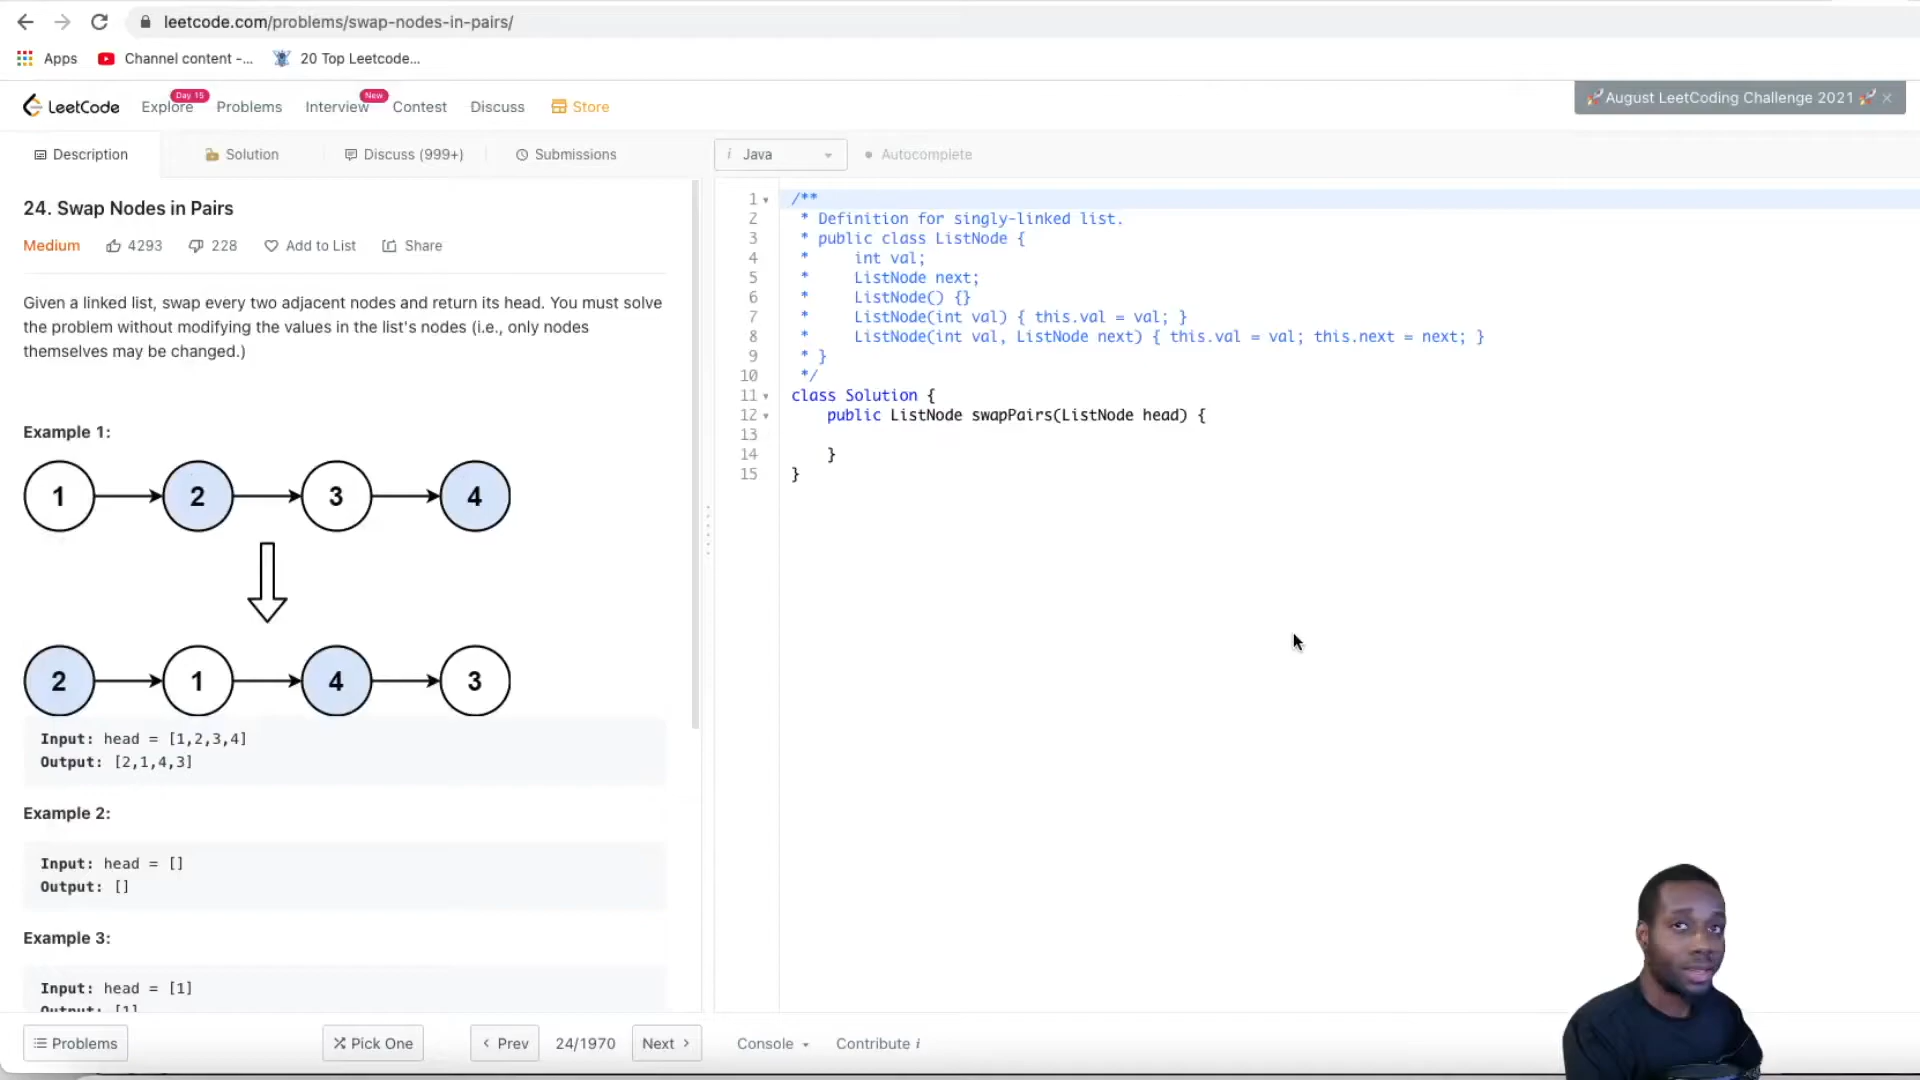 leetcode.com/problems/swap-nodes-in-pairs/
Apps Channel content -... 20 Top Leetcode...
LeetCode Explore Day 15 Problems Interview New Contest Discuss Store
🚀August LeetCoding Challenge 2021 🚀 ×
Description Solution Discuss (999+) Submissions
i Java Autocomplete
24. Swap Nodes in Pairs
Medium 4293 228 Add to List Share
Given a linked list, swap every two adjacent nodes and return its head. You must solve
the problem without modifying the values in the list's nodes (i.e., only nodes
themselves may be changed.)
Example 1:
1 2 3 4
2 1 4 3
Input: head = [1,2,3,4]
Output: [2,1,4,3]
Example 2:
Input: head = []
Output: []
Example 3:
Input: head = [1]
Output: [1]
1 /**
2 * Definition for singly-linked list.
3 * public class ListNode {
4 *     int val;
5 *     ListNode next;
6 *     ListNode() {}
7 *     ListNode(int val) { this.val = val; }
8 *     ListNode(int val, ListNode next) { this.val = val; this.next = next; }
9 * }
10 */
11 class Solution {
12     public ListNode swapPairs(ListNode head) {
13
14     }
15 }
Problems Pick One Prev 24/1970 Next Console Contribute i